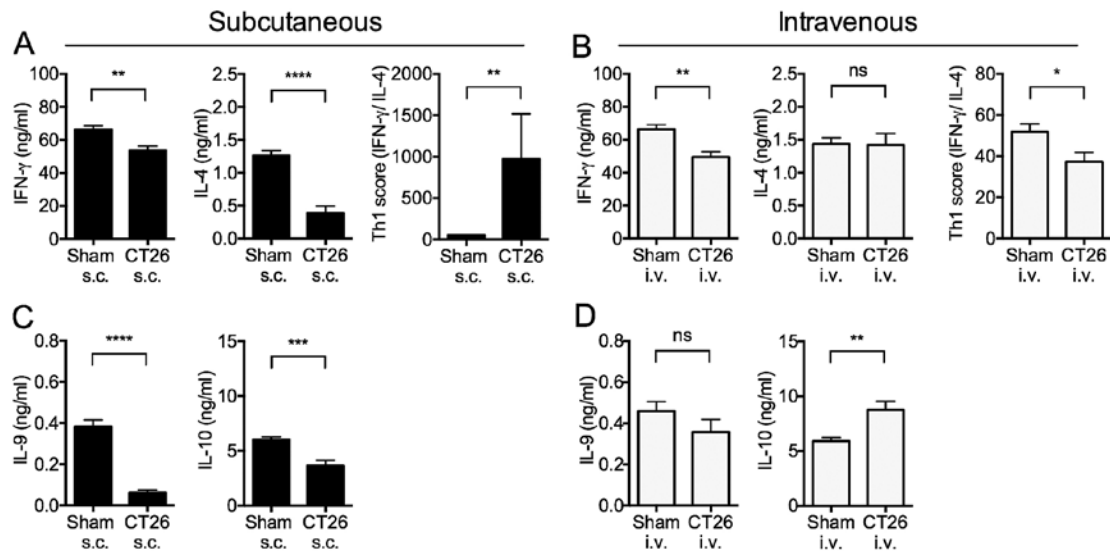 Subcutaneous
Intravenous
A
IFN-γ (ng/ml)
100
80
60
40
20
0
**
Sham CT26
s.c. s.c.
IL-4 (ng/ml)
2.5
2.0
1.5
1.0
0.5
0.0
****
Sham CT26
s.c. s.c.
Th1 score (IFN-γ/ IL-4)
2000
1500
1000
500
0
**
Sham CT26
s.c. s.c.
B
IFN-γ (ng/ml)
100
80
60
40
20
0
**
Sham CT26
i.v. i.v.
IL-4 (ng/ml)
2.5
2.0
1.5
1.0
0.5
0.0
ns
Sham CT26
i.v. i.v.
Th1 score (IFN-γ/ IL-4)
80
60
40
20
0
*
Sham CT26
i.v. i.v.
C
IL-9 (ng/ml)
0.8
0.6
0.4
0.2
0.0
****
Sham CT26
s.c. s.c.
IL-10 (ng/ml)
15
10
5
0
***
Sham CT26
s.c. s.c.
D
IL-9 (ng/ml)
0.8
0.6
0.4
0.2
0.0
ns
Sham CT26
i.v. i.v.
IL-10 (ng/ml)
15
10
5
0
**
Sham CT26
i.v. i.v.